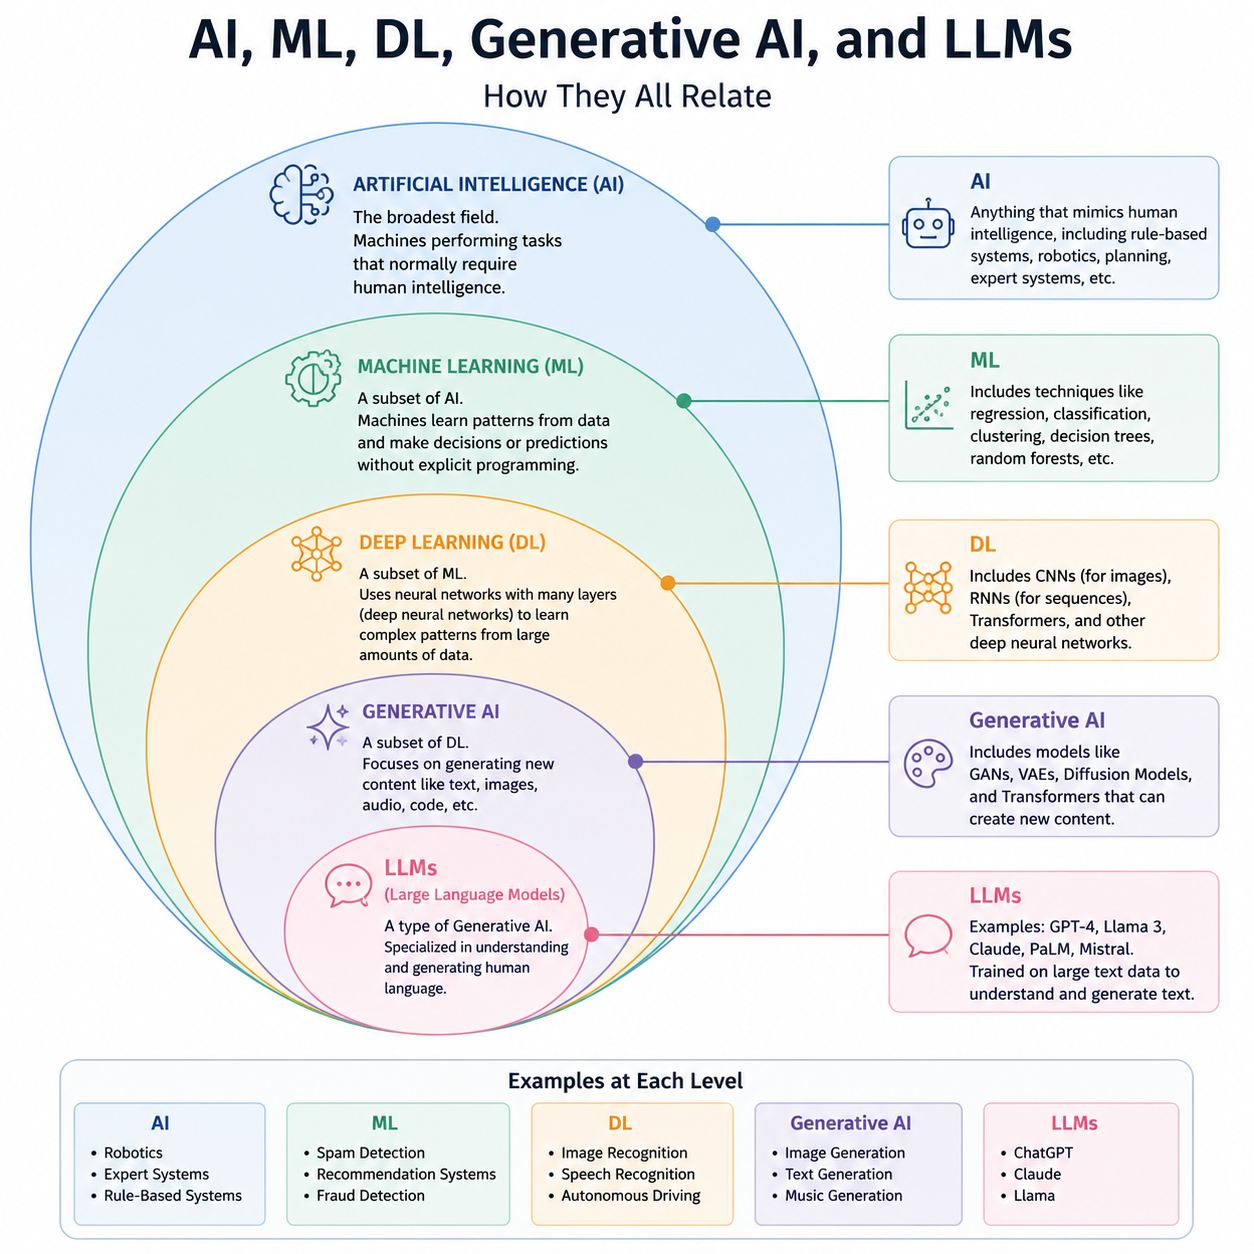 AI, ML, DL, Generative AI, and LLMs
How They All Relate
ARTIFICIAL INTELLIGENCE (AI)
The broadest field.
Machines performing tasks
that normally require
human intelligence.
AI
Anything that mimics human
intelligence, including rule-based
systems, robotics, planning,
expert systems, etc.
MACHINE LEARNING (ML)
A subset of AI.
Machines learn patterns from data
and make decisions or predictions
without explicit programming.
ML
Includes techniques like
regression, classification,
clustering, decision trees,
random forests, etc.
DEEP LEARNING (DL)
A subset of ML.
Uses neural networks with many layers
(deep neural networks) to learn
complex patterns from large
amounts of data.
DL
Includes CNNs (for images),
RNNs (for sequences),
Transformers, and other
deep neural networks.
GENERATIVE AI
A subset of DL.
Focuses on generating new
content like text, images,
audio, code, etc.
Generative AI
Includes models like
GANs, VAEs, Diffusion Models,
and Transformers that can
create new content.
LLMs
(Large Language Models)
A type of Generative AI.
Specialized in understanding
and generating human
language.
LLMs
Examples: GPT-4, Llama 3,
Claude, PaLM, Mistral.
Trained on large text data to
understand and generate text.
Examples at Each Level
AI
• Robotics
• Expert Systems
• Rule-Based Systems
ML
• Spam Detection
• Recommendation Systems
• Fraud Detection
DL
• Image Recognition
• Speech Recognition
• Autonomous Driving
Generative AI
• Image Generation
• Text Generation
• Music Generation
LLMs
• ChatGPT
• Claude
• Llama